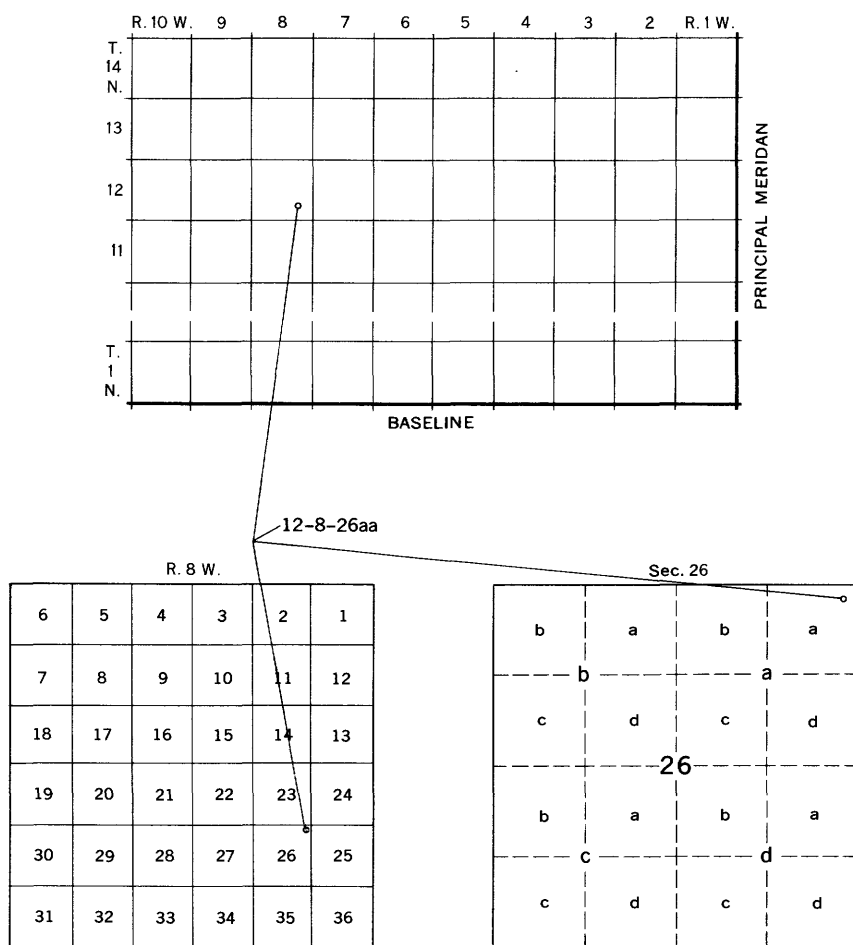 R. 10 W. 9 8 7 6 5 4 3 2 R. 1 W.
T.
14
N.
13
12
11
T.
1
N.
PRINCIPAL MERIDAN
BASELINE
12-8-26aa
R. 8 W.
6 5 4 3 2 1
7 8 9 10 11 12
18 17 16 15 14 13
19 20 21 22 23 24
30 29 28 27 26 25
31 32 33 34 35 36
Sec. 26
b a b a
b a
c d c d
26
b a b a
c d
c d c d